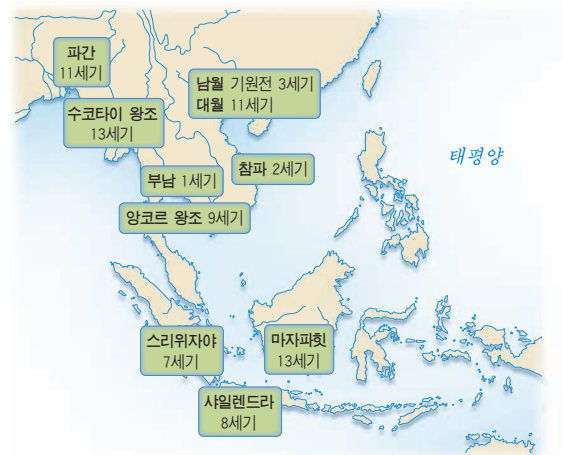 파간
11세기
남월 기원전 3세기
대월 11세기
수코타이 왕조
13세기
태평양
참파 2세기
부남 1세기
앙코르 왕조 9세기
스리위자야
7세기
마자파힛
13세기
샤일렌드라
8세기